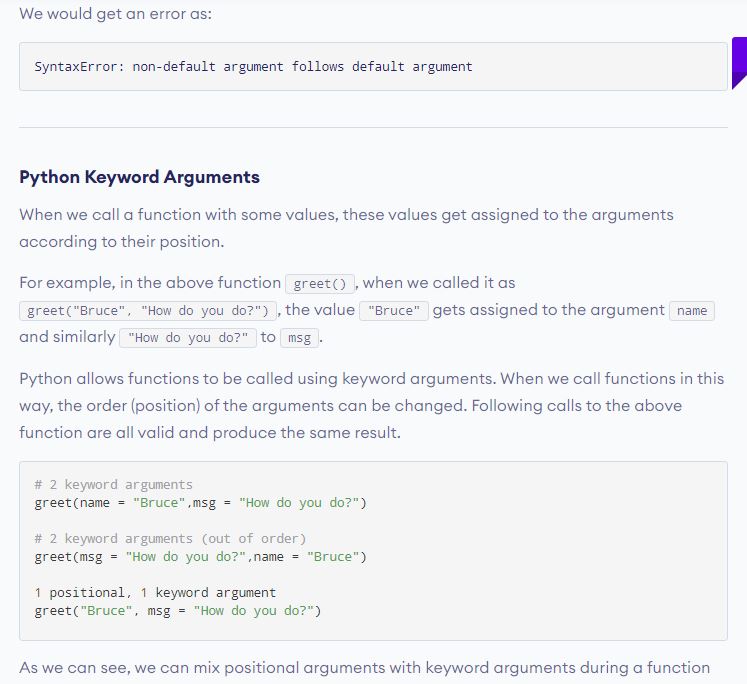 We would get an error as:
SyntaxError: non-default argument follows default argument
Python Keyword Arguments
When we call a function with some values, these values get assigned to the arguments
according to their position.
For example, in the above function greet() , when we called it as
greet("Bruce", "How do you do?") , the value "Bruce" gets assigned to the argument name
and similarly "How do you do?" to msg .
Python allows functions to be called using keyword arguments. When we call functions in this
way, the order (position) of the arguments can be changed. Following calls to the above
function are all valid and produce the same result.
# 2 keyword arguments
greet(name = "Bruce",msg = "How do you do?")
# 2 keyword arguments (out of order)
greet(msg = "How do you do?",name = "Bruce")
1 positional, 1 keyword argument
greet("Bruce", msg = "How do you do?")
As we can see, we can mix positional arguments with keyword arguments during a function